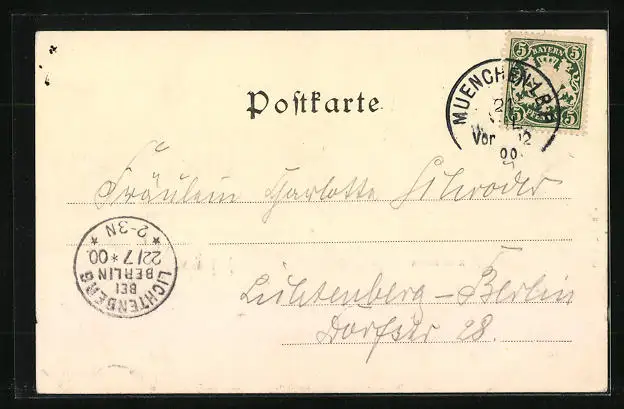 5 BAYERN 5
Postkarte
MUENCHEN
Vor
00
Fräulein Charlotte Schröder
2-3N
22/7 * 00
BEI
BERLIN
LICHTENBERG
Lichtenberg-Berlin
Dorfstr 28.